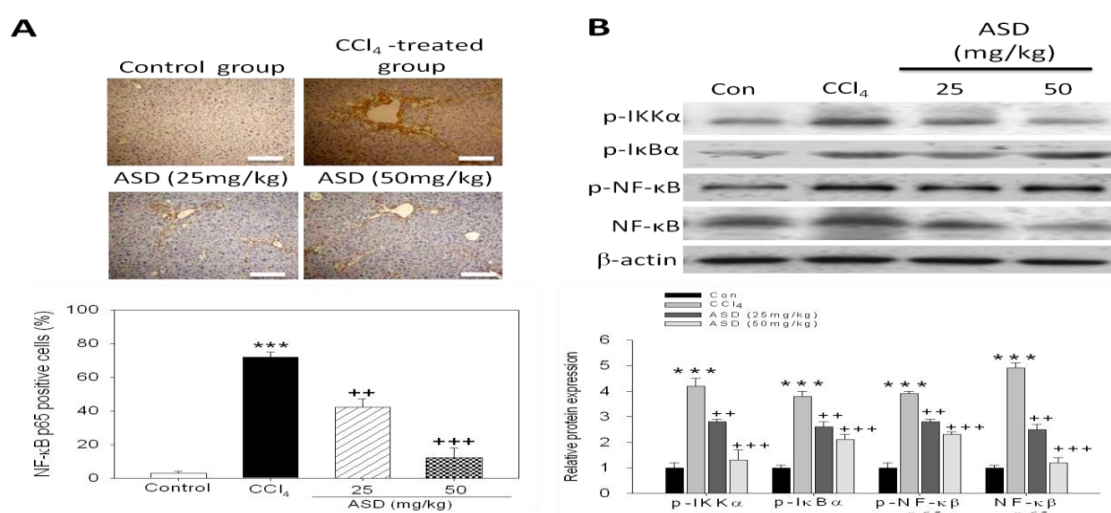 A
Control group
CCl₄ -treated
group
ASD (25mg/kg)
ASD (50mg/kg)
NF-κB p65 positive cells (%)
100
80
60
40
20
0
***
++
+++
Control
CCl₄
25
50
ASD (mg/kg)
B
ASD
(mg/kg)
Con
CCl₄
25
50
p-IKKα
p-IκBα
p-NF-κB
NF-κB
β-actin
Con
CCl₄
ASD (25mg/kg)
ASD (50mg/kg)
Relative protein expression
6
5
4
3
2
1
0
* * *
++
+++
* * *
++
+++
* * *
++
+++
* * *
++
+++
p-IKKα
p-IκBα
p-NF-κβ
NF-κβ